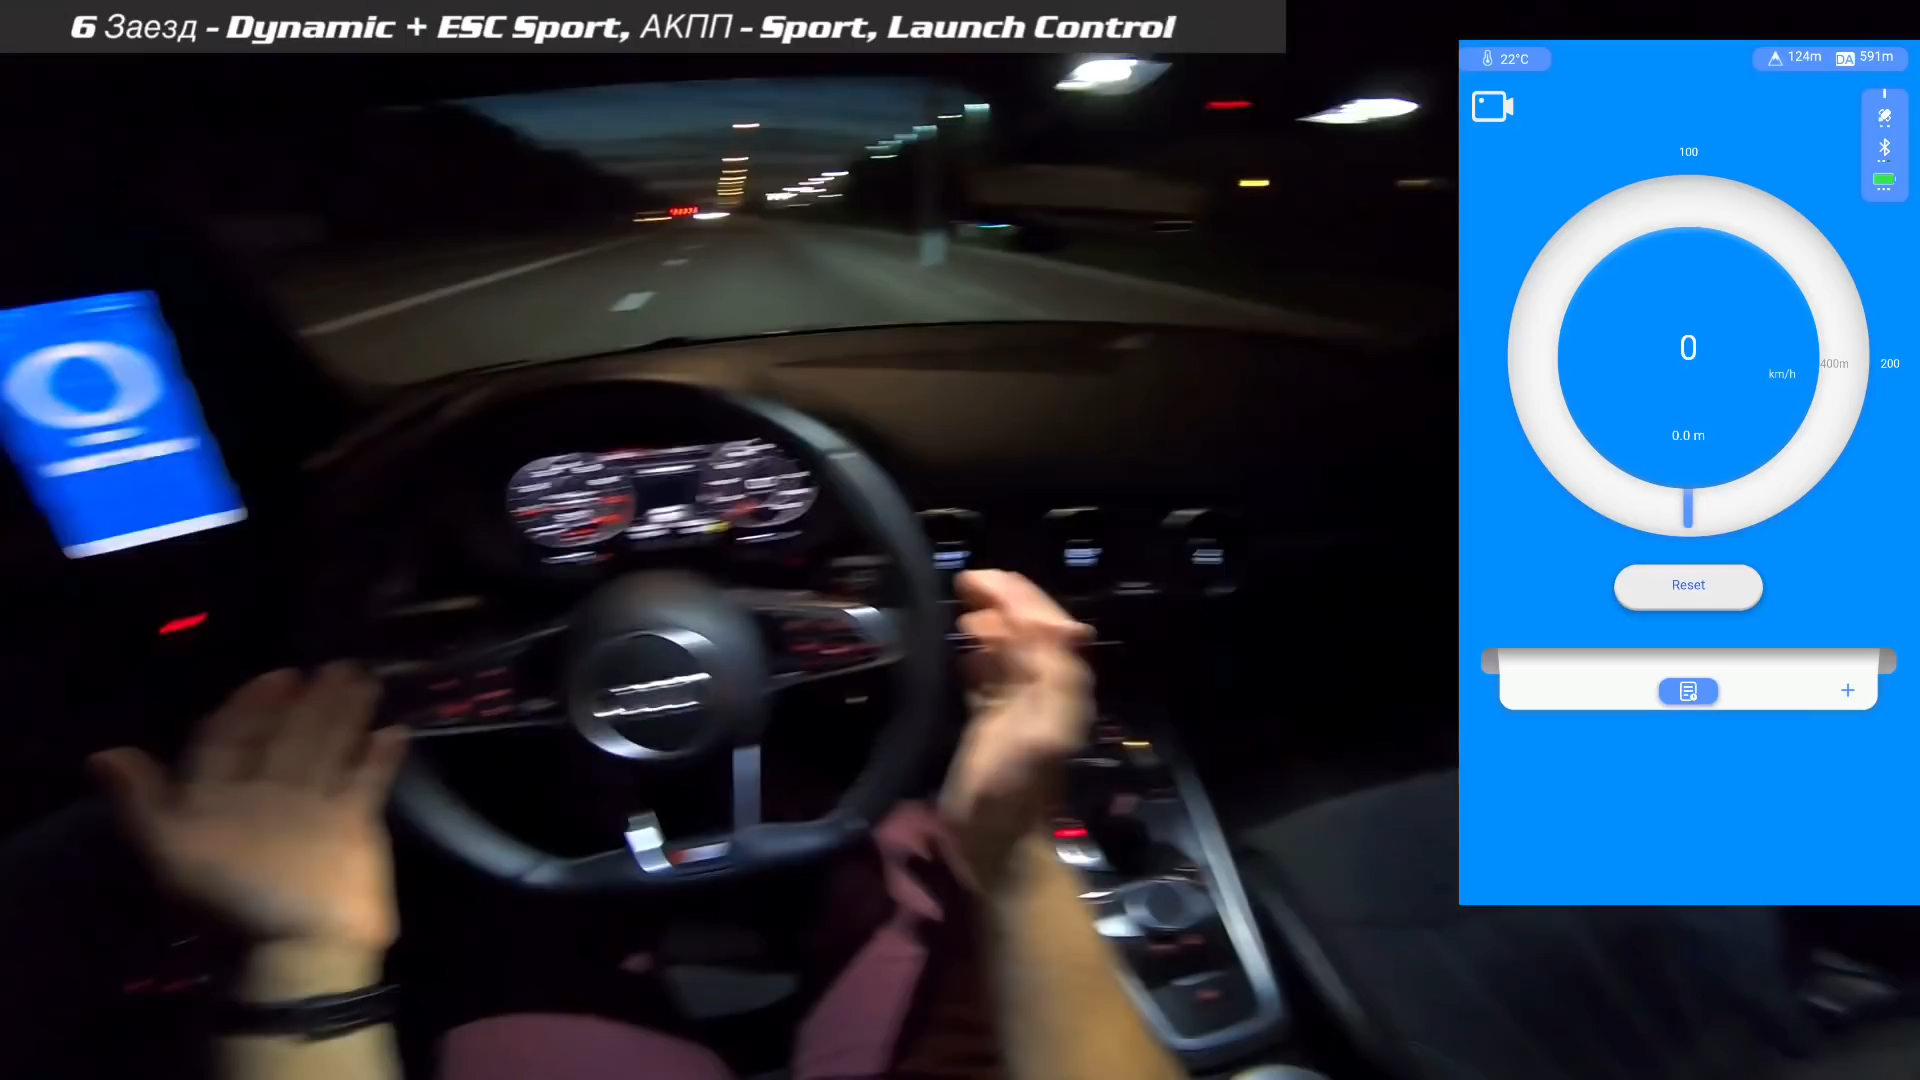 6 Заезд - Dynamic + ESC Sport, АКПП - Sport, Launch Control
22°C
124m DA 591m
100
0
km/h
400m
200
0.0 m
Reset